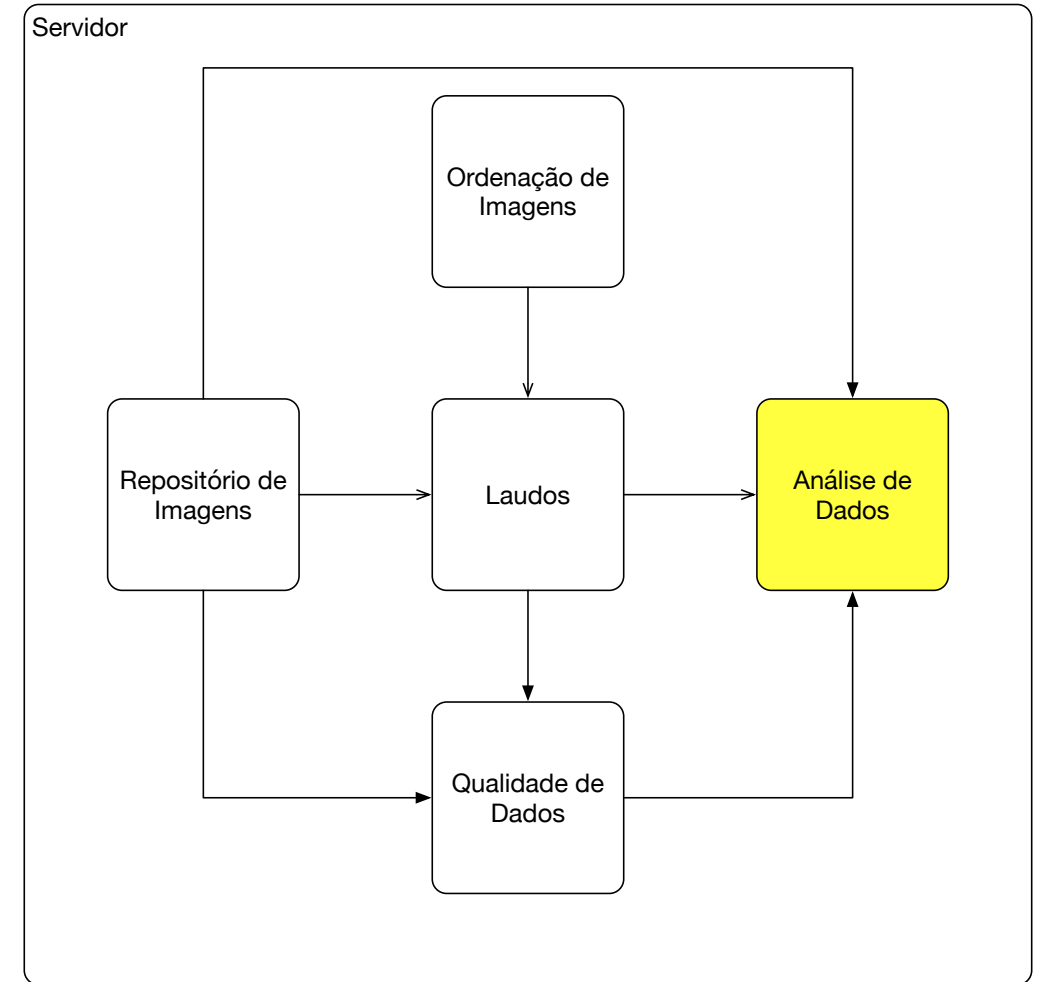 Servidor
Ordenação de
Imagens
Repositório de
Imagens
Laudos
Análise de
Dados
Qualidade de
Dados